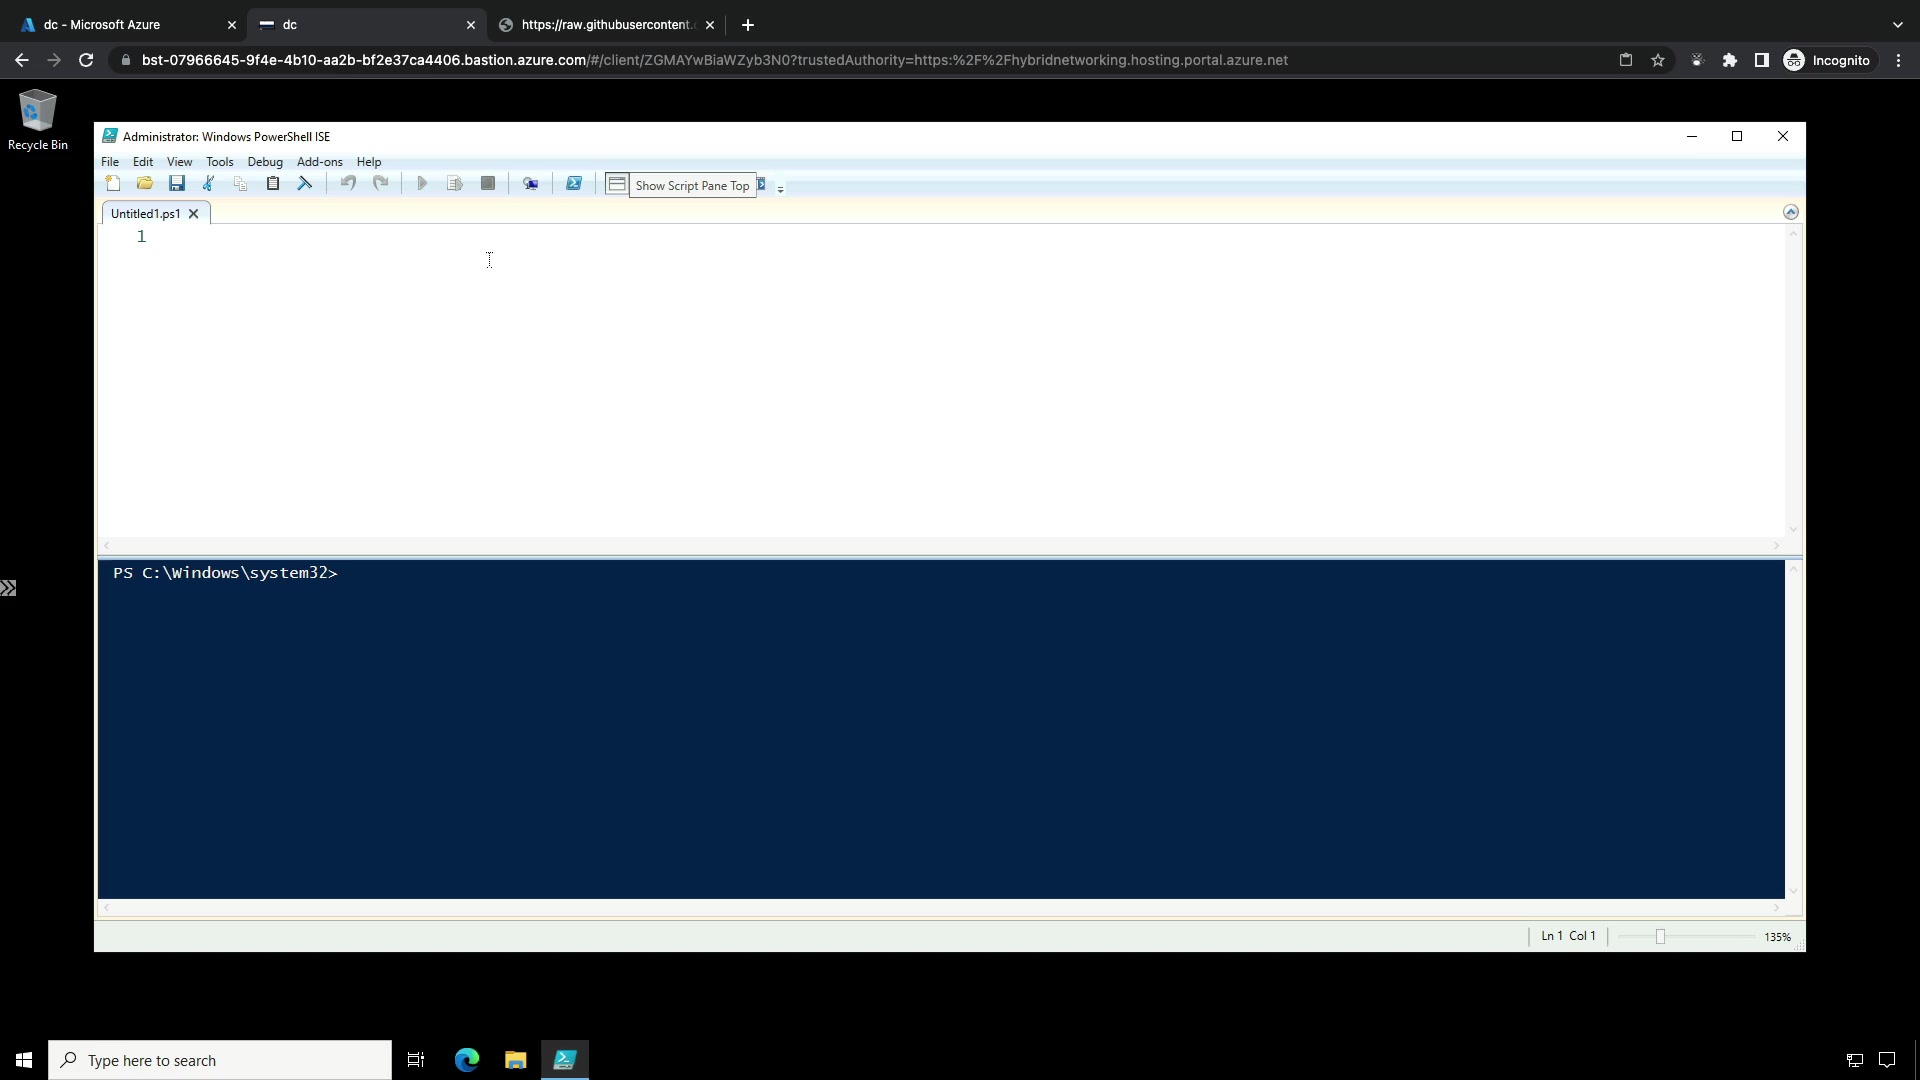 dc - Microsoft Azure
dc
https://raw.githubusercontent.
bst-07966645-9f4e-4b10-aa2b-bf2e37ca4406.bastion.azure.com/#/client/ZGMAYwBiaWZyb3N0?trustedAuthority=https:%2F%2Fhybridnetworking.hosting.portal.azure.net
Incognito
Recycle Bin
Administrator: Windows PowerShell ISE
File Edit View Tools Debug Add-ons Help
Show Script Pane Top
Untitled1.ps1
1
PS C:\Windows\system32>
Ln 1 Col 1
135%
Type here to search